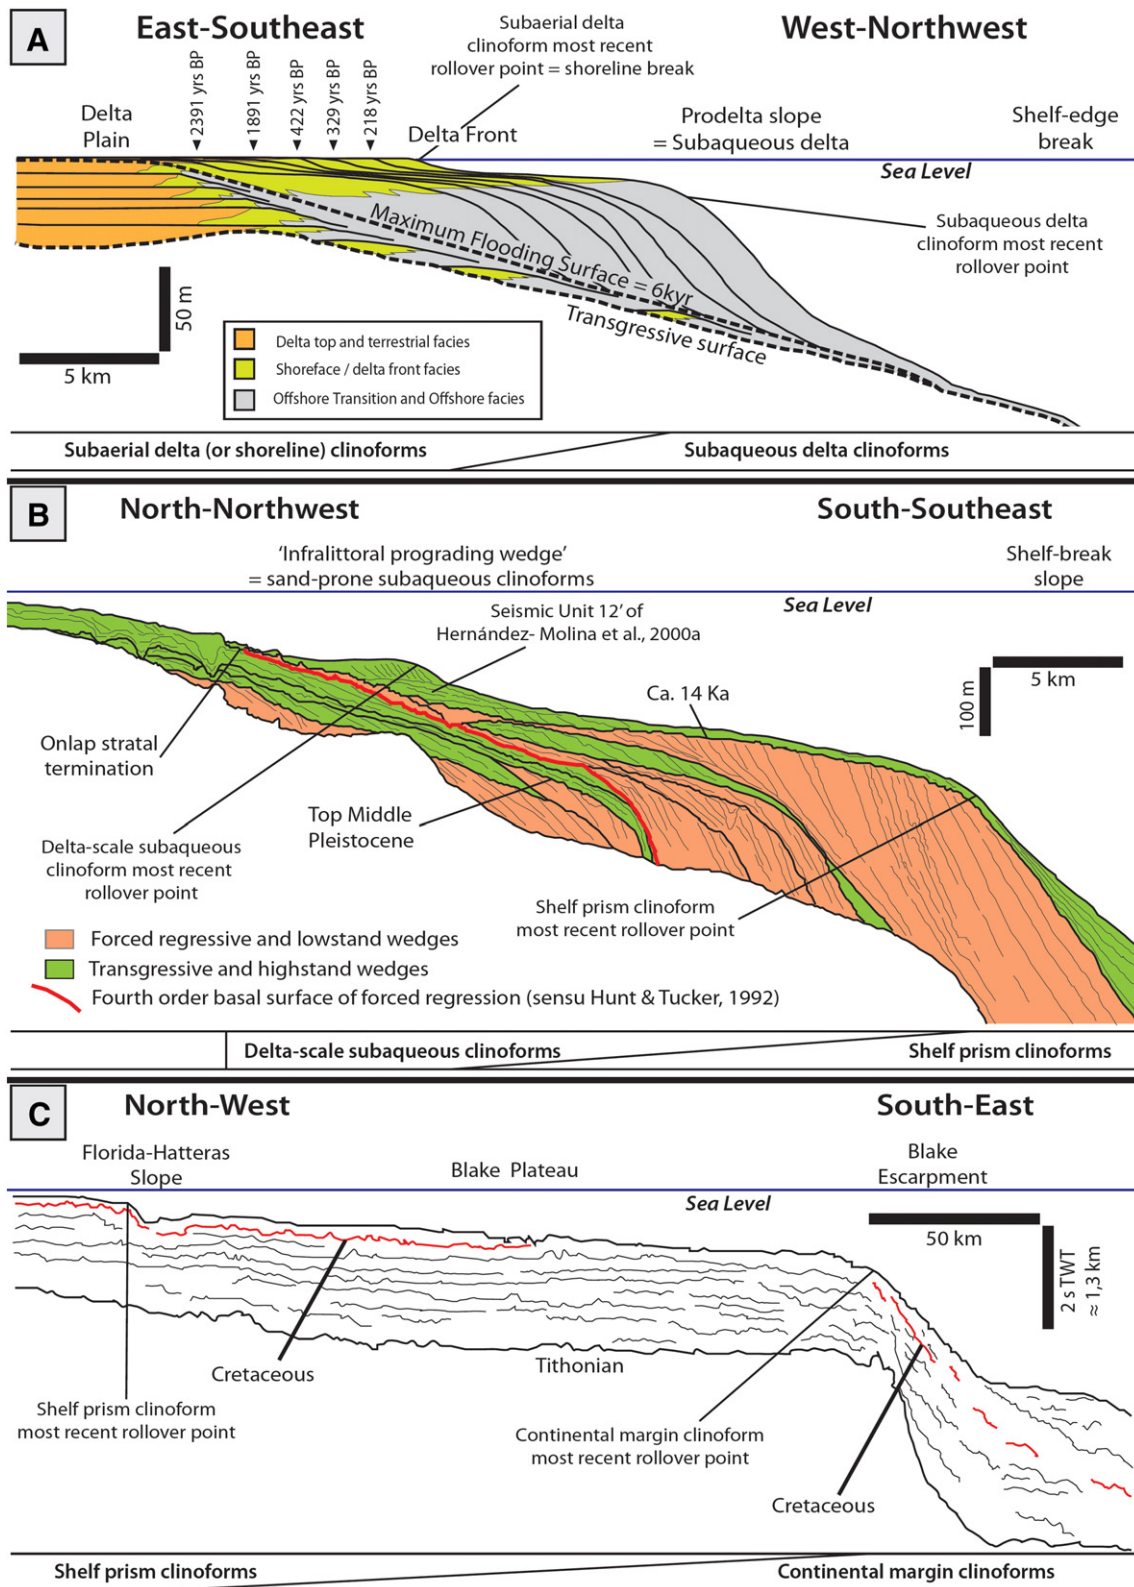 A
East-Southeast
West-Northwest
Subaerial delta
clinoform most recent
rollover point = shoreline break
2391 yrs BP
1891 yrs BP
422 yrs BP
329 yrs BP
218 yrs BP
Delta
Plain
Delta Front
Prodelta slope
= Subaqueous delta
Shelf-edge
break
Sea Level
Subaqueous delta
clinoform most recent
rollover point
Maximum Flooding Surface = 6kyr
Transgressive surface
50 m
5 km
Delta top and terrestrial facies
Shoreface / delta front facies
Offshore Transition and Offshore facies
Subaerial delta (or shoreline) clinoforms
Subaqueous delta clinoforms
B
North-Northwest
South-Southeast
'Infralittoral prograding wedge'
= sand-prone subaqueous clinoforms
Shelf-break
slope
Sea Level
Seismic Unit 12' of
Hernández- Molina et al., 2000a
5 km
100 m
Ca. 14 Ka
Onlap stratal
termination
Top Middle
Pleistocene
Delta-scale subaqueous
clinoform most recent
rollover point
Shelf prism clinoform
most recent rollover point
Forced regressive and lowstand wedges
Transgressive and highstand wedges
Fourth order basal surface of forced regression (sensu Hunt & Tucker, 1992)
Delta-scale subaqueous clinoforms
Shelf prism clinoforms
C
North-West
South-East
Florida-Hatteras
Slope
Blake Plateau
Blake
Escarpment
Sea Level
50 km
2 s TWT
≈ 1,3 km
Cretaceous
Tithonian
Shelf prism clinoform
most recent rollover point
Continental margin clinoform
most recent rollover point
Cretaceous
Shelf prism clinoforms
Continental margin clinoforms